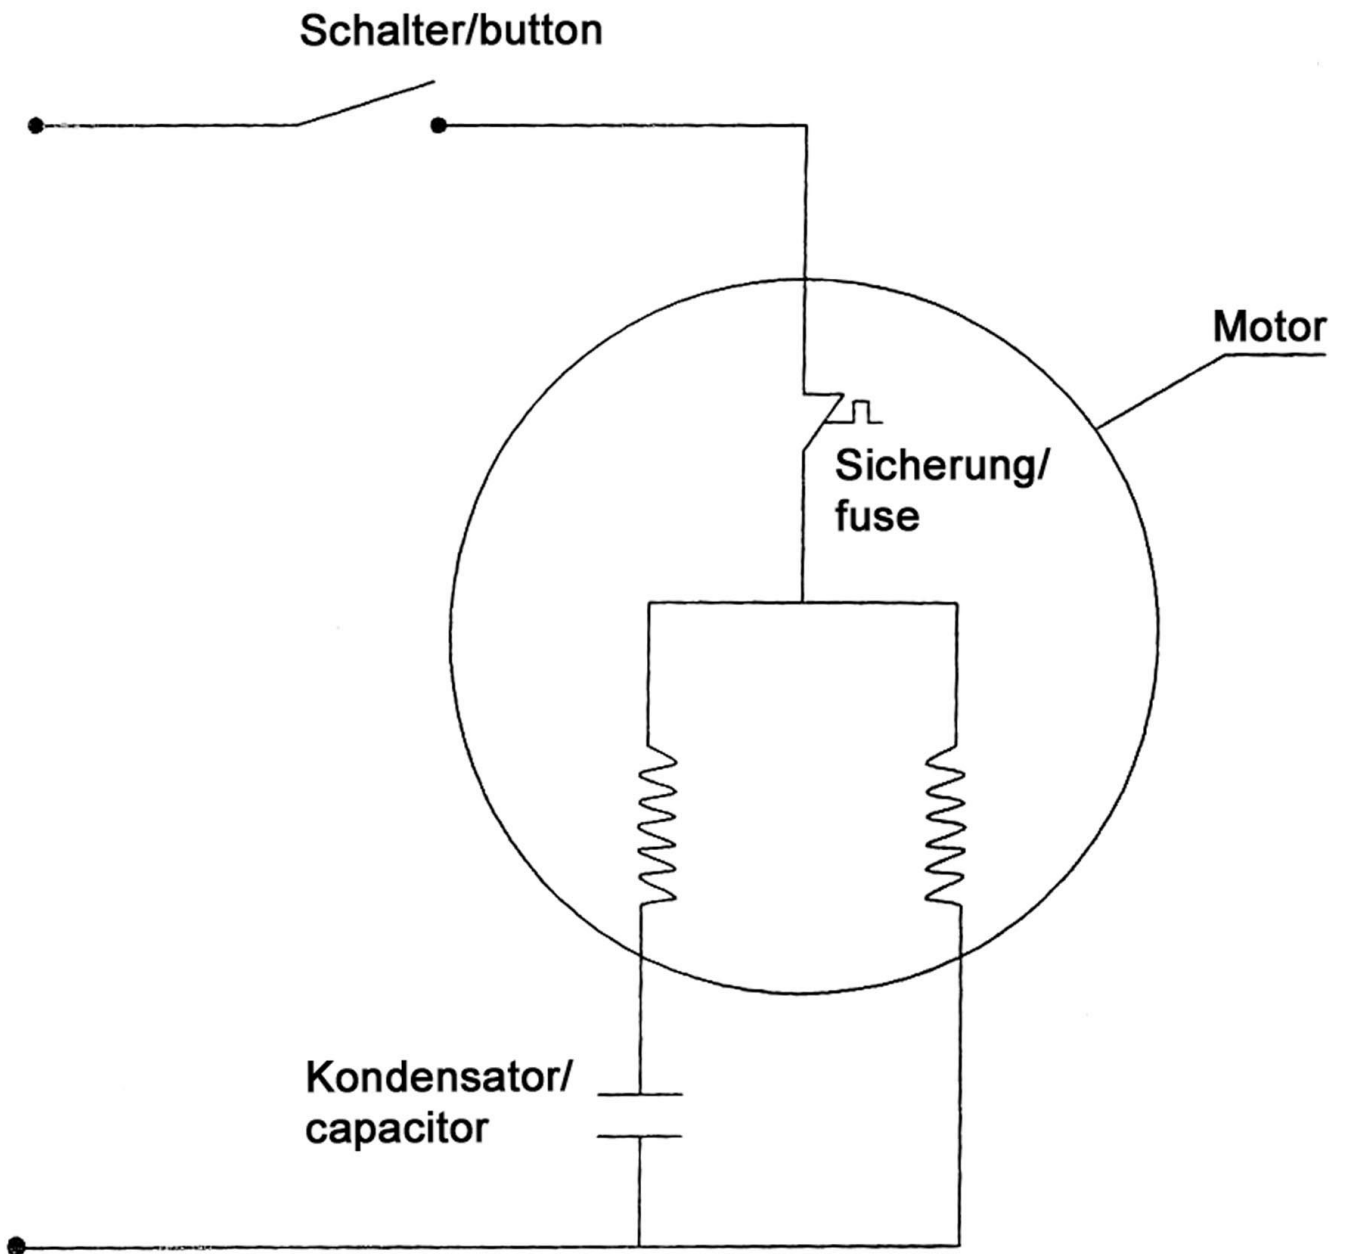 Schalter/button
Motor
Sicherung/
fuse
Kondensator/
capacitor